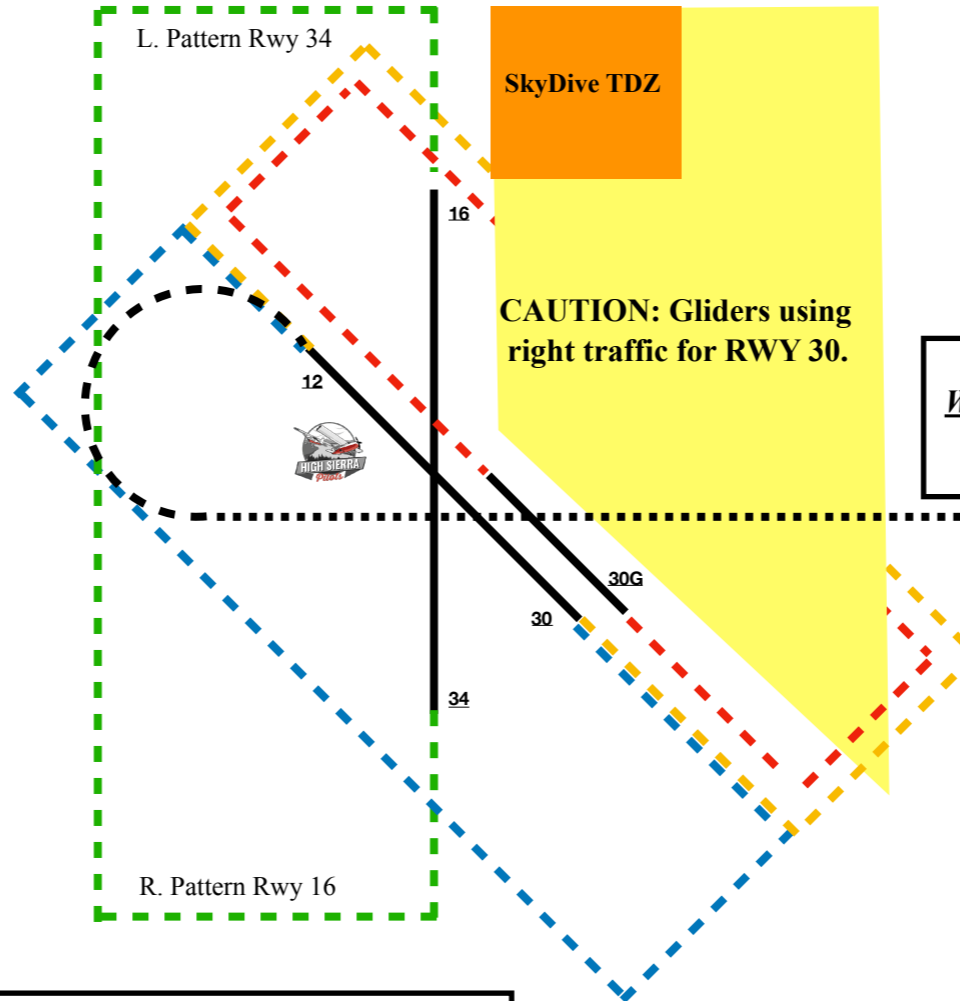 L. Pattern Rwy 34
SkyDive TDZ
16
CAUTION: Gliders using
right traffic for RWY 30.
12
HIGH SIERRA
Pilots
30G
30
34
R. Pattern Rwy 16